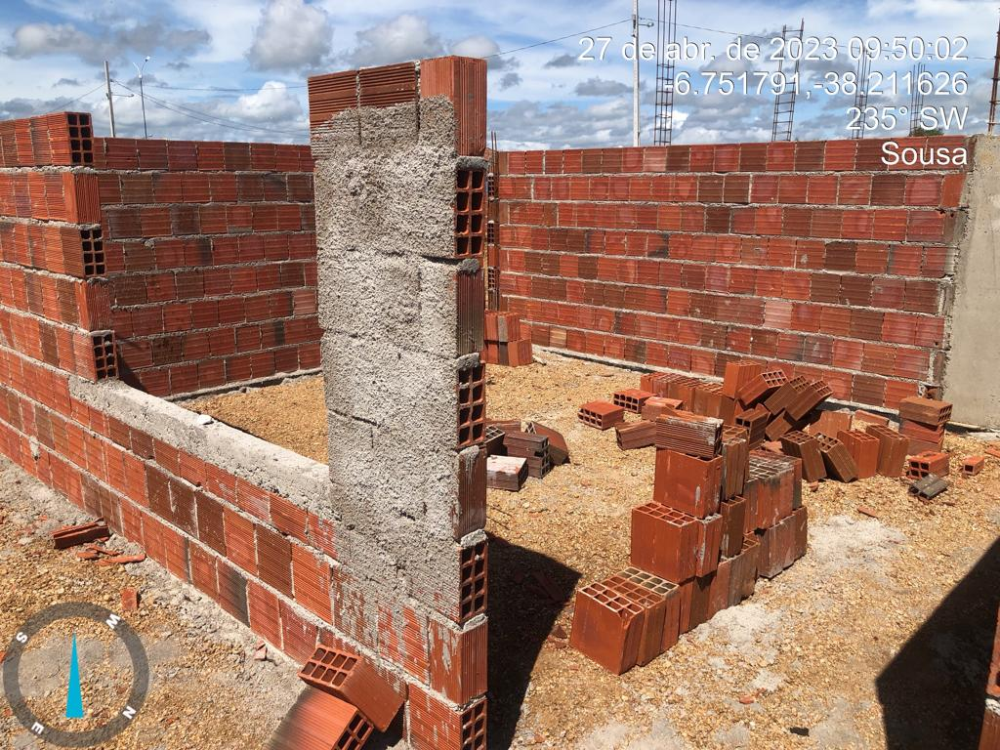 27 de abr. de 2023 09:50:02
-6.751791,-38.211626
235° SW
Sousa
S
W
E
N